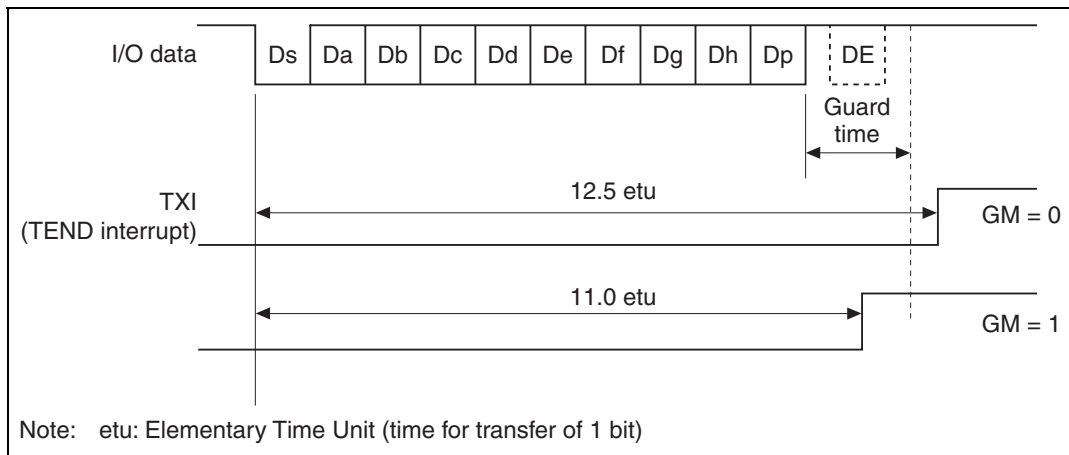 I/O data
Ds Da Db Dc Dd De Df Dg Dh Dp DE
Guard
time
12.5 etu
TXI
(TEND interrupt)
GM = 0
11.0 etu
GM = 1
Note: etu: Elementary Time Unit (time for transfer of 1 bit)